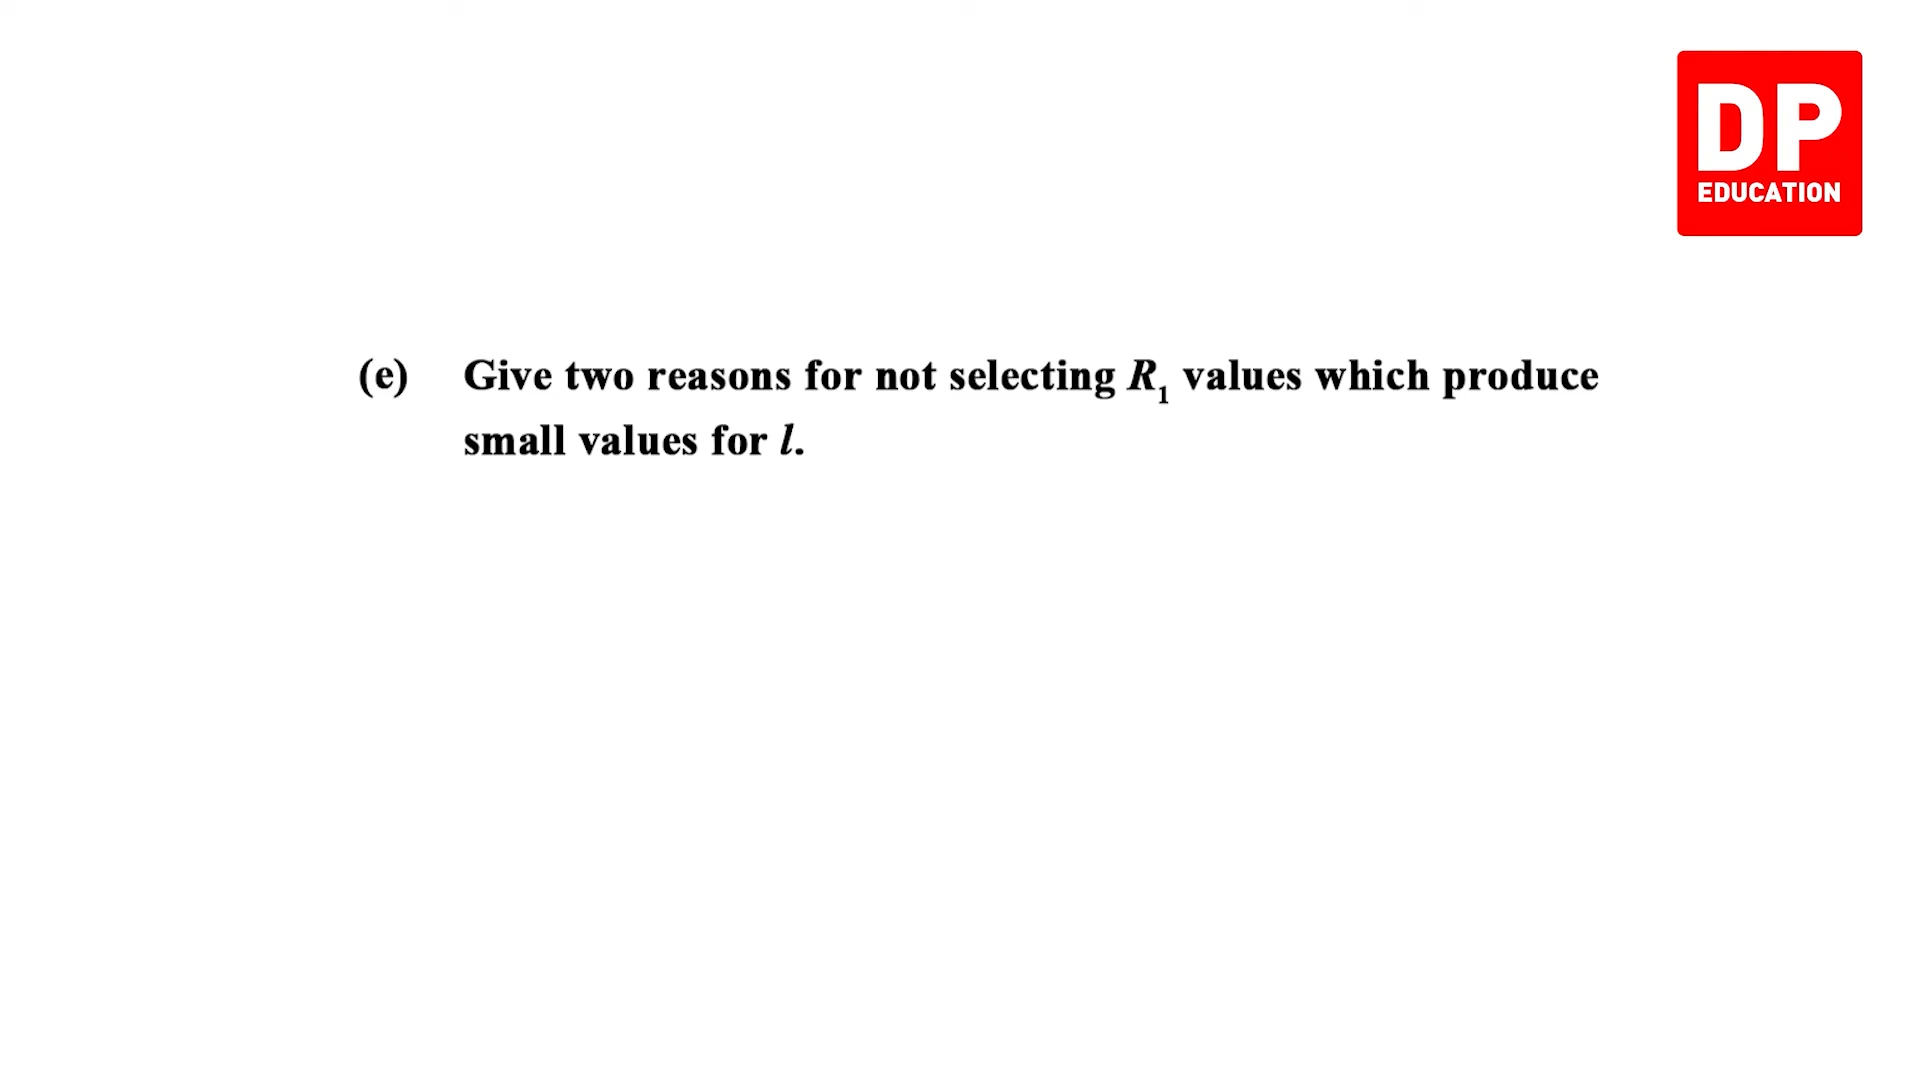 DP
EDUCATION
(e) Give two reasons for not selecting R₁ values which produce
small values for l.